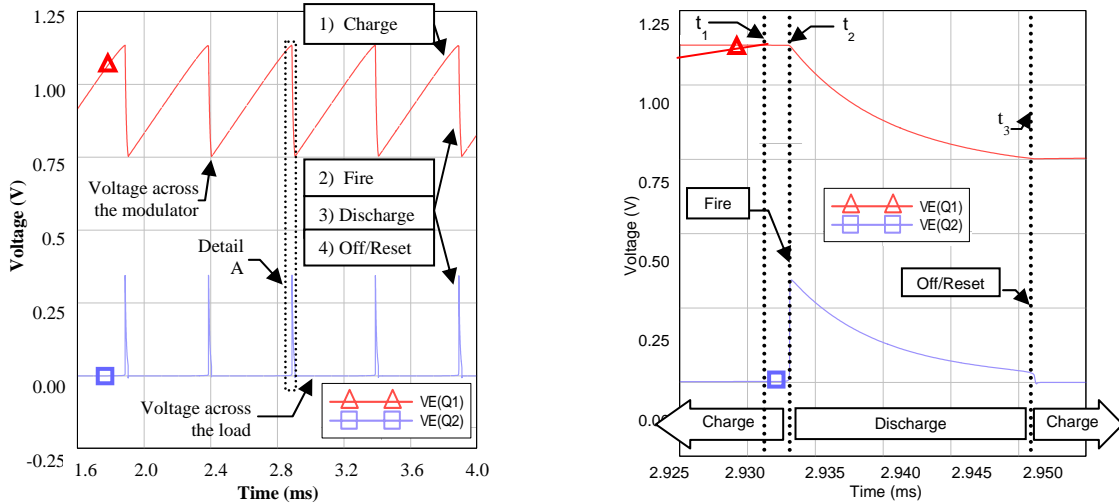 1.25
1.00
0.75
0.50
0.25
0.00
-0.25
Voltage (V)
1.6
2.0
2.4
2.8
3.2
3.6
4.0
Time (ms)
1) Charge
2) Fire
3) Discharge
4) Off/Reset
Voltage across
the modulator
Detail
A
Voltage across
the load
VE(Q1)
VE(Q2)
1.25
1.00
0.75
0.50
0.25
0.00
Voltage (V)
t1
t2
t3
Fire
VE(Q1)
VE(Q2)
Off/Reset
Charge
Discharge
Charge
2.925
2.930
2.935
2.940
2.945
2.950
Time (ms)